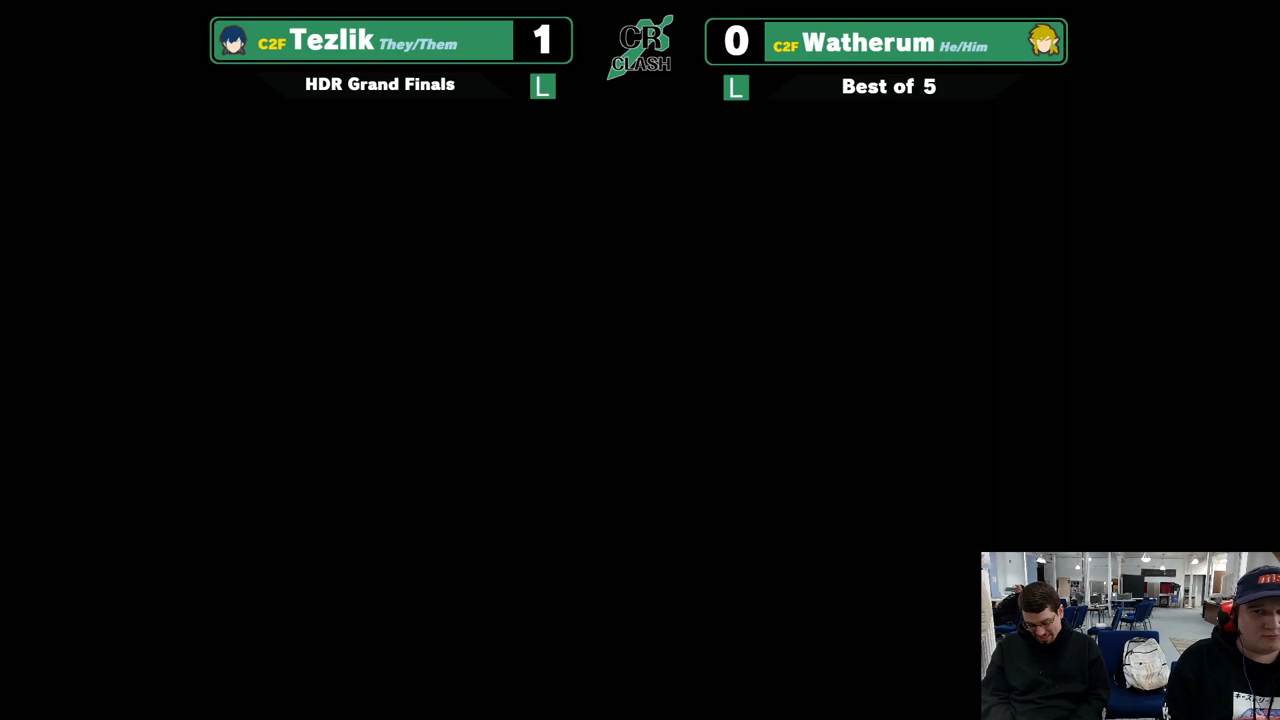 C2F Tezlik They/Them 1
CR CLASH
0 C2F Watherum He/Him
HDR Grand Finals L
L Best of 5